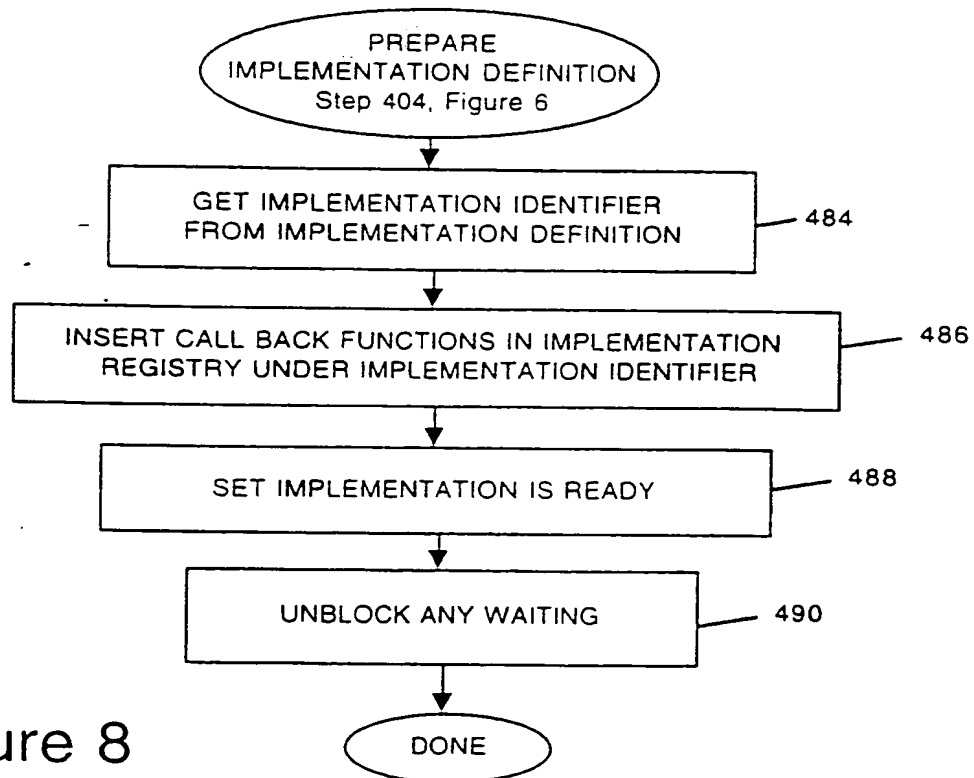 PREPARE
IMPLEMENTATION DEFINITION
Step 404, Figure 6
GET IMPLEMENTATION IDENTIFIER
FROM IMPLEMENTATION DEFINITION
484
INSERT CALL BACK FUNCTIONS IN IMPLEMENTATION
REGISTRY UNDER IMPLEMENTATION IDENTIFIER
486
SET IMPLEMENTATION IS READY
488
UNBLOCK ANY WAITING
490
DONE
ure 8